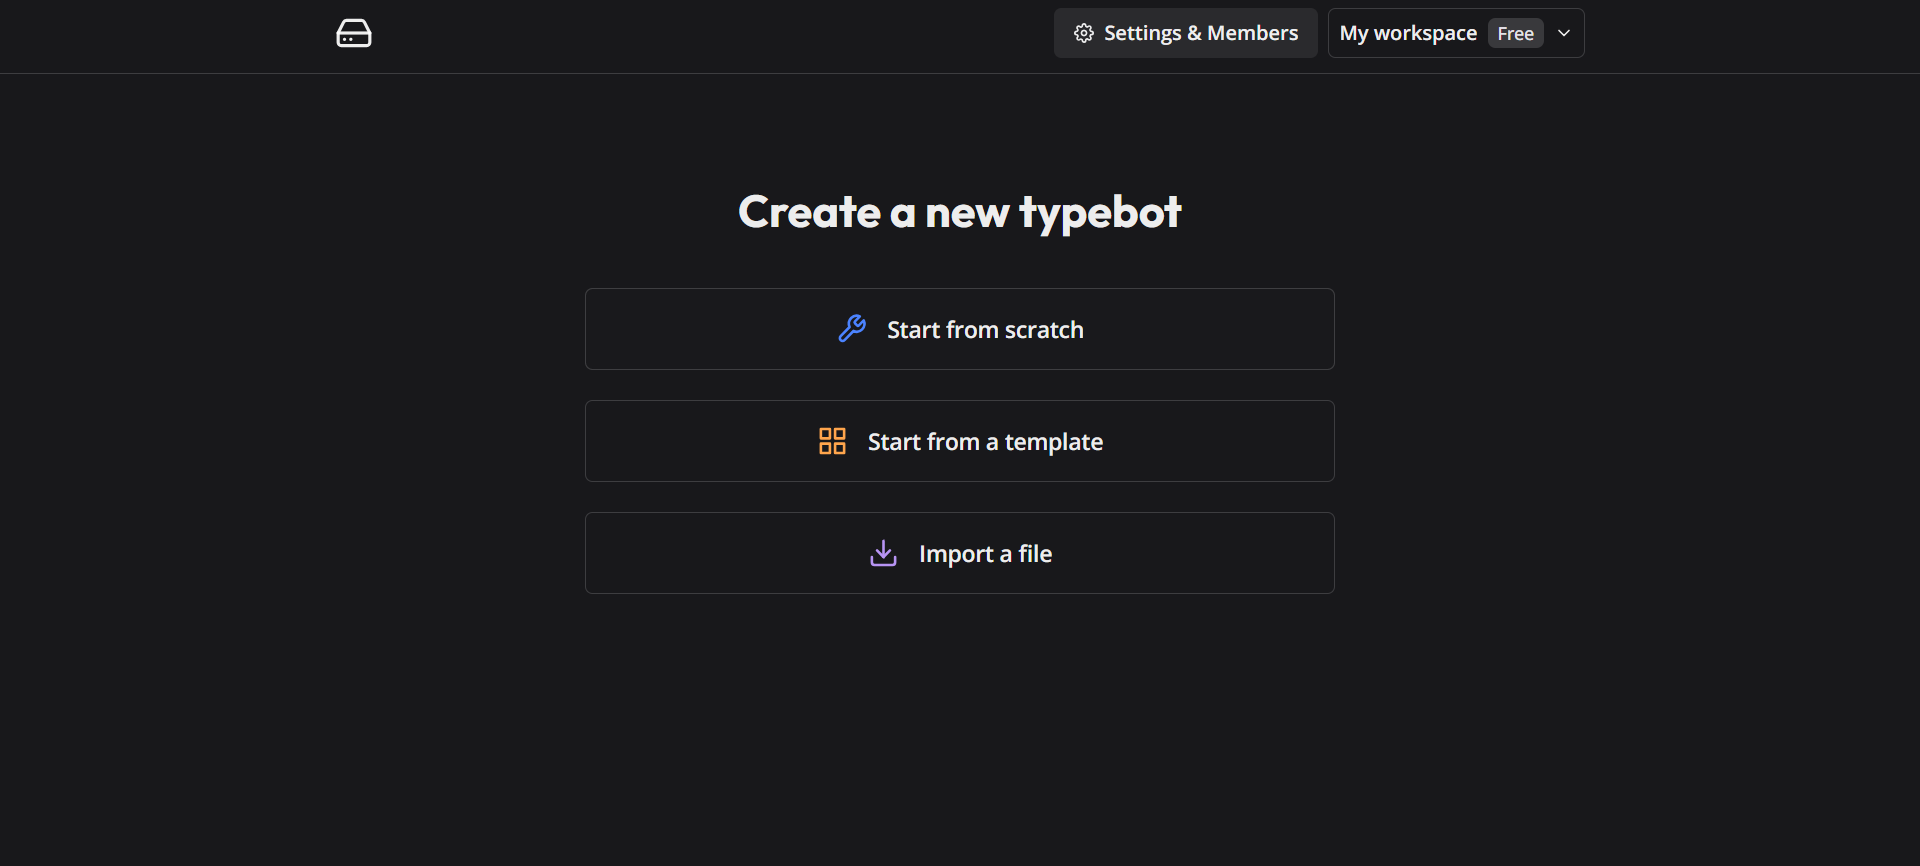 Settings & Members
My workspace Free
Create a new typebot
Start from scratch
Start from a template
Import a file